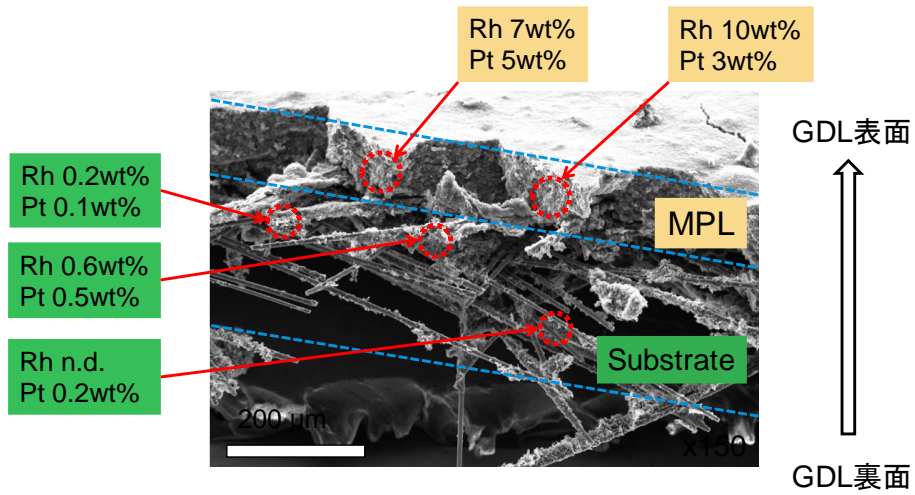 Rh 7wt%
Pt 5wt%
Rh 10wt%
Pt 3wt%
GDL表面
Rh 0.2wt%
Pt 0.1wt%
MPL
Rh 0.6wt%
Pt 0.5wt%
Rh n.d.
Pt 0.2wt%
Substrate
200 um
x150
GDL裏面